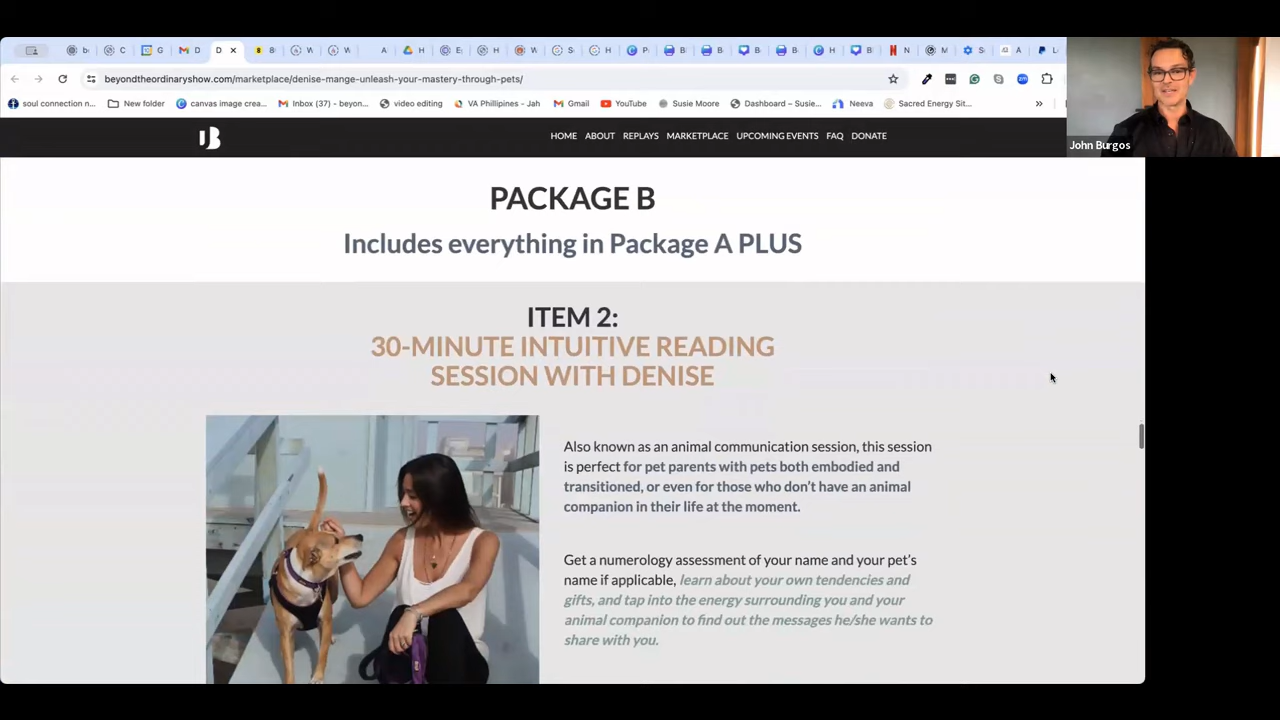 D
8
beyondtheordinaryshow.com/marketplace/denise-mange-unleash-your-mastery-through-pets/
soul connection n... New folder canvas image crea... Inbox (37) - beyon... video editing VA Phillipines - Jah Gmail YouTube Susie Moore Dashboard – Susie... Neeva Sacred Energy Sit... »
John Burgos
B HOME ABOUT REPLAYS MARKETPLACE UPCOMING EVENTS FAQ DONATE
PACKAGE B
Includes everything in Package A PLUS
ITEM 2:
30-MINUTE INTUITIVE READING
SESSION WITH DENISE
Also known as an animal communication session, this session
is perfect for pet parents with pets both embodied and
transitioned, or even for those who don't have an animal
companion in their life at the moment.
Get a numerology assessment of your name and your pet's
name if applicable, learn about your own tendencies and
gifts, and tap into the energy surrounding you and your
animal companion to find out the messages he/she wants to
share with you.